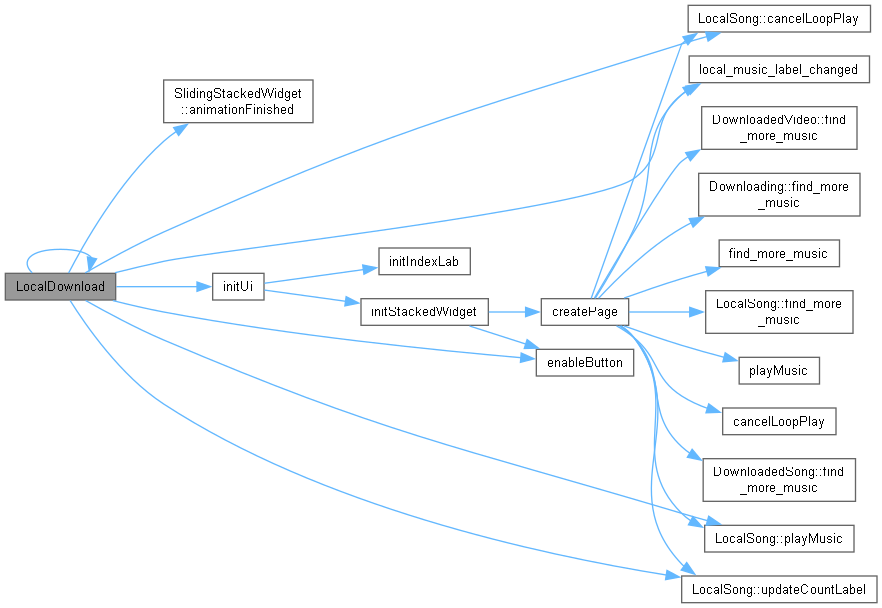 LocalSong::cancelLoopPlay
local_music_label_changed
SlidingStackedWidget
::animationFinished
DownloadedVideo::find
_more_music
Downloading::find_more
_more_music
find_more_music
initIndexLab
LocalDownload
initUi
initStackedWidget
createPage
LocalSong::find_more
_music
enableButton
playMusic
cancelLoopPlay
DownloadedSong::find
_more_music
LocalSong::playMusic
LocalSong::updateCountLabel